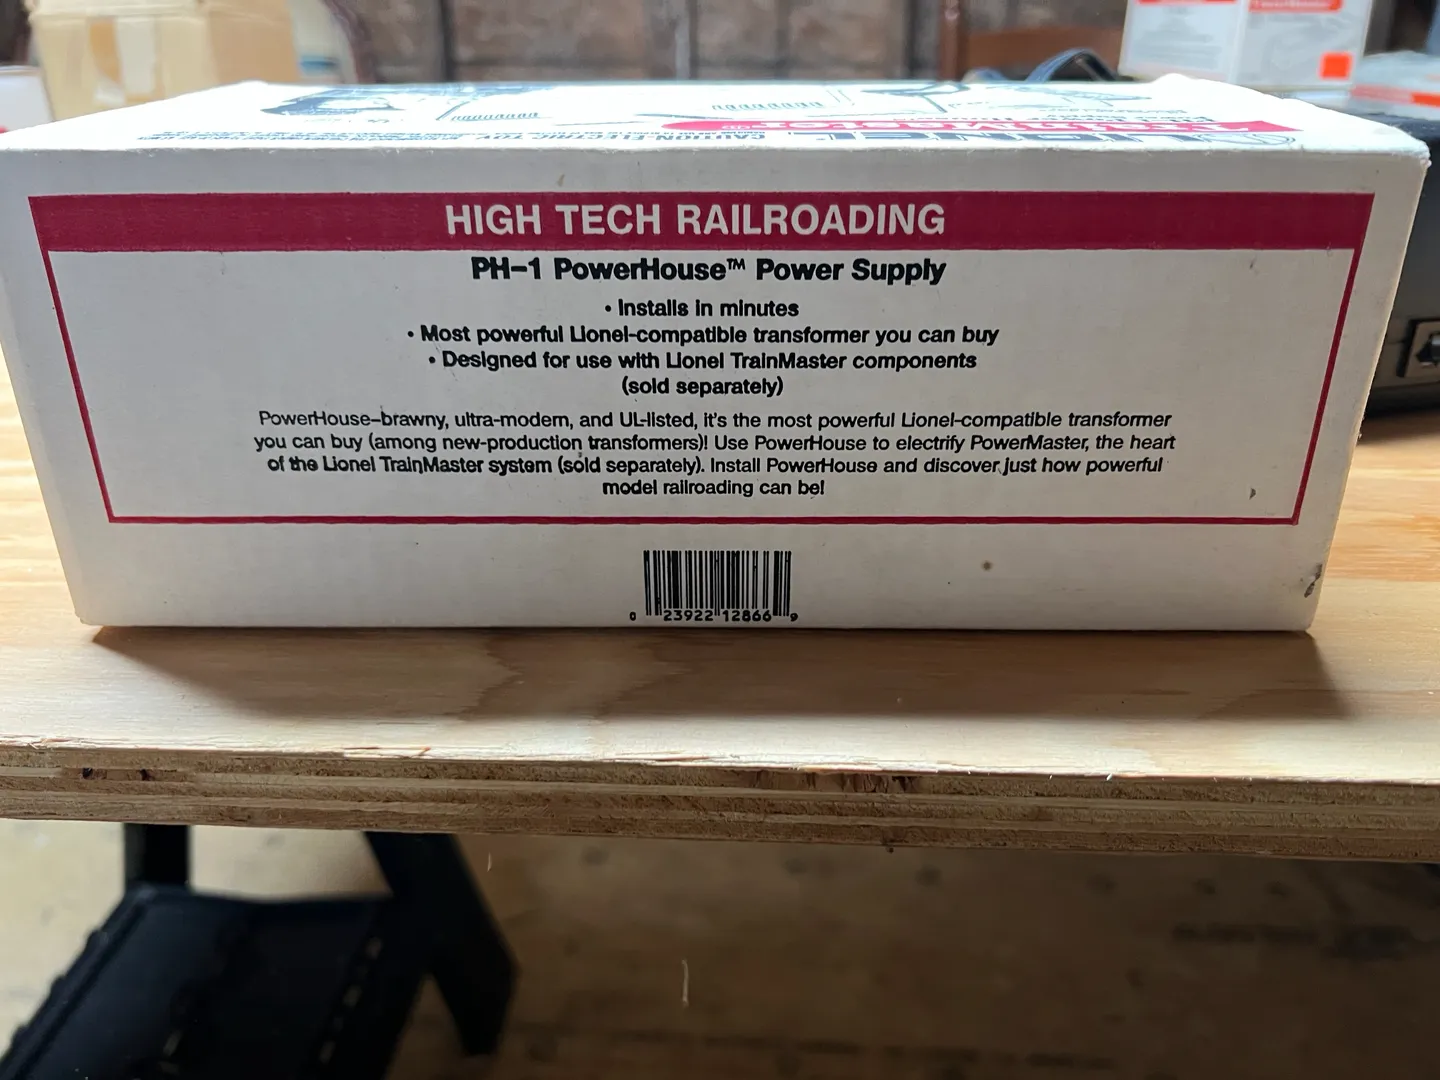 HIGH TECH RAILROADING
PH-1 PowerHouse™ Power Supply
• Installs in minutes
• Most powerful Lionel-compatible transformer you can buy
• Designed for use with Lionel TrainMaster components
(sold separately)
PowerHouse–brawny, ultra-modern, and UL-listed, it's the most powerful Lionel-compatible transformer
you can buy (among new-production transformers)! Use PowerHouse to electrify PowerMaster, the heart
of the Lionel TrainMaster system (sold separately). Install PowerHouse and discover just how powerful
model railroading can be!
0 23922 12866 9
CAUTION-ELECTRIC TOY
LIONEL